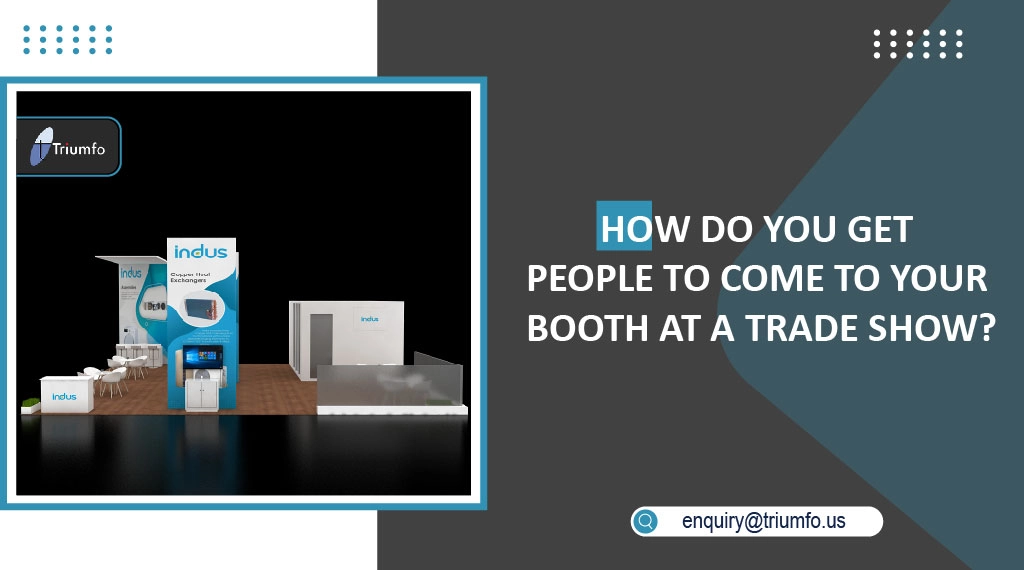 Triumfo
indus
indus
Copper Heat
Exchangers
indus
indus
HOW DO YOU GET
PEOPLE TO COME TO YOUR
BOOTH AT A TRADE SHOW?
enquiry@triumfo.us